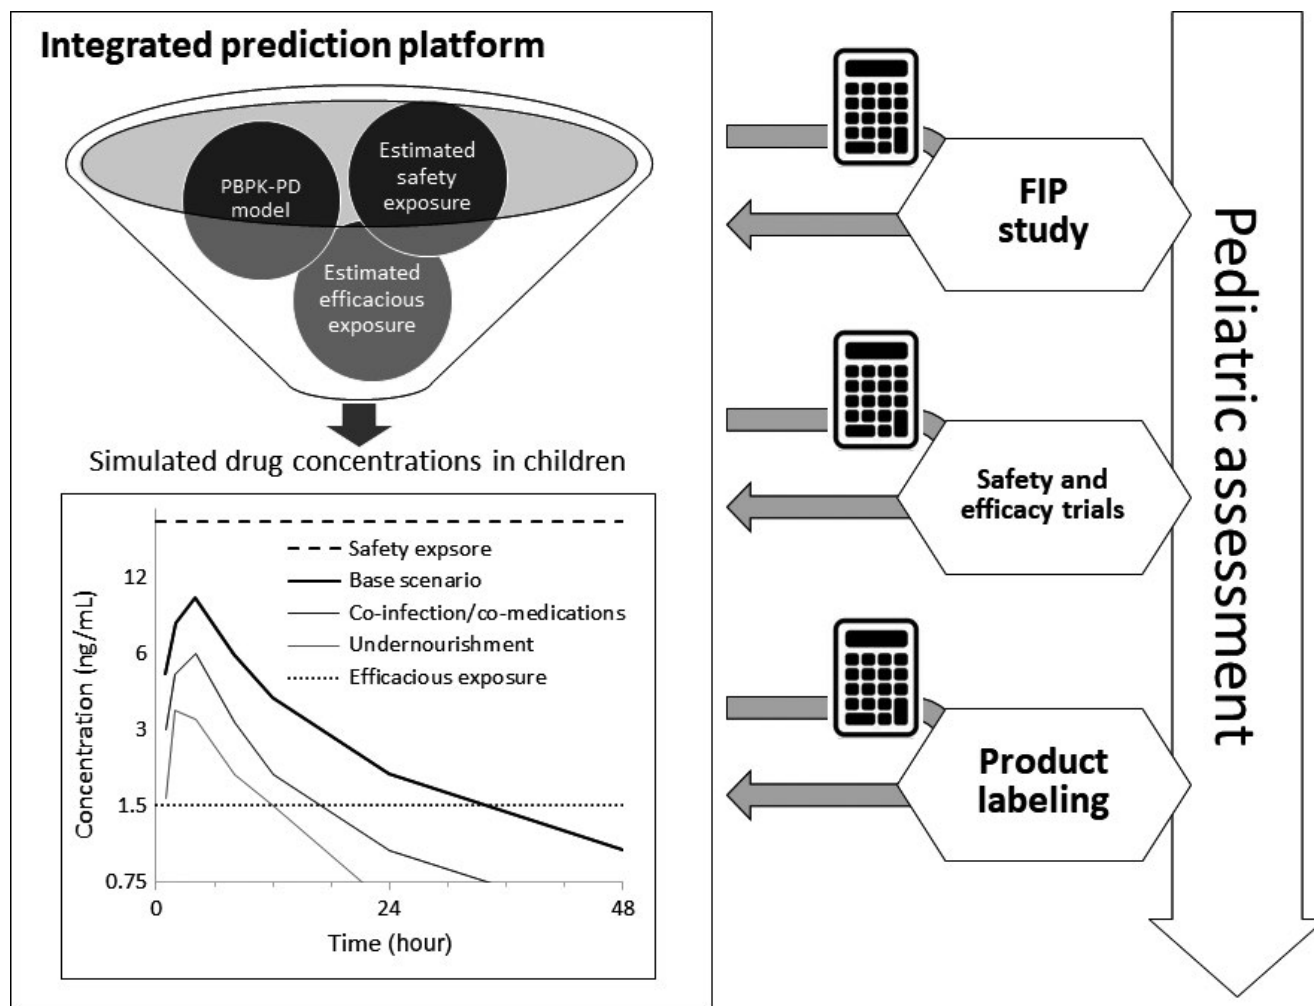 Integrated prediction platform
PBPK-PD
model
Estimated
safety
exposure
Estimated
efficacious
exposure
Simulated drug concentrations in children
Concentration (ng/mL)
12
6
3
1.5
0.75
Safety expsore
Base scenario
Co-infection/co-medications
Undernourishment
Efficacious exposure
0
24
48
Time (hour)
FIP
study
Safety and
efficacy trials
Product
labeling
Pediatric assessment